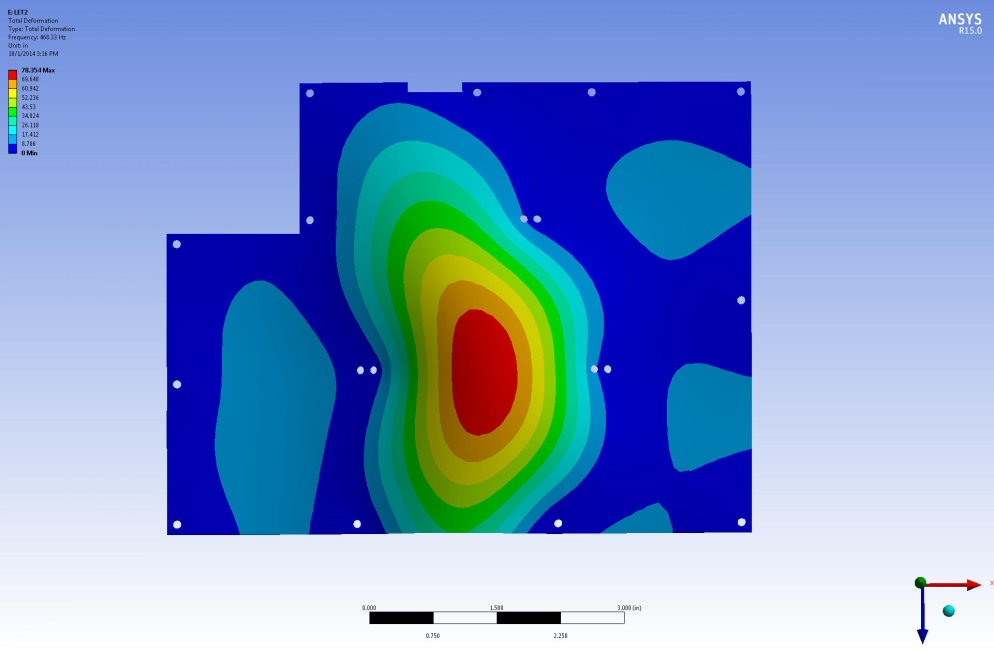 E: LET2
Total Deformation
Type: Total Deformation
Frequency: 468.33 Hz
Unit: in
10/1/2014 3:16 PM
78.354 Max
69.648
60.942
52.236
43.53
34.824
26.118
17.412
8.706
0 Min
ANSYS
R15.0
0.000
1.500
3.000 (in)
0.750
2.250
X